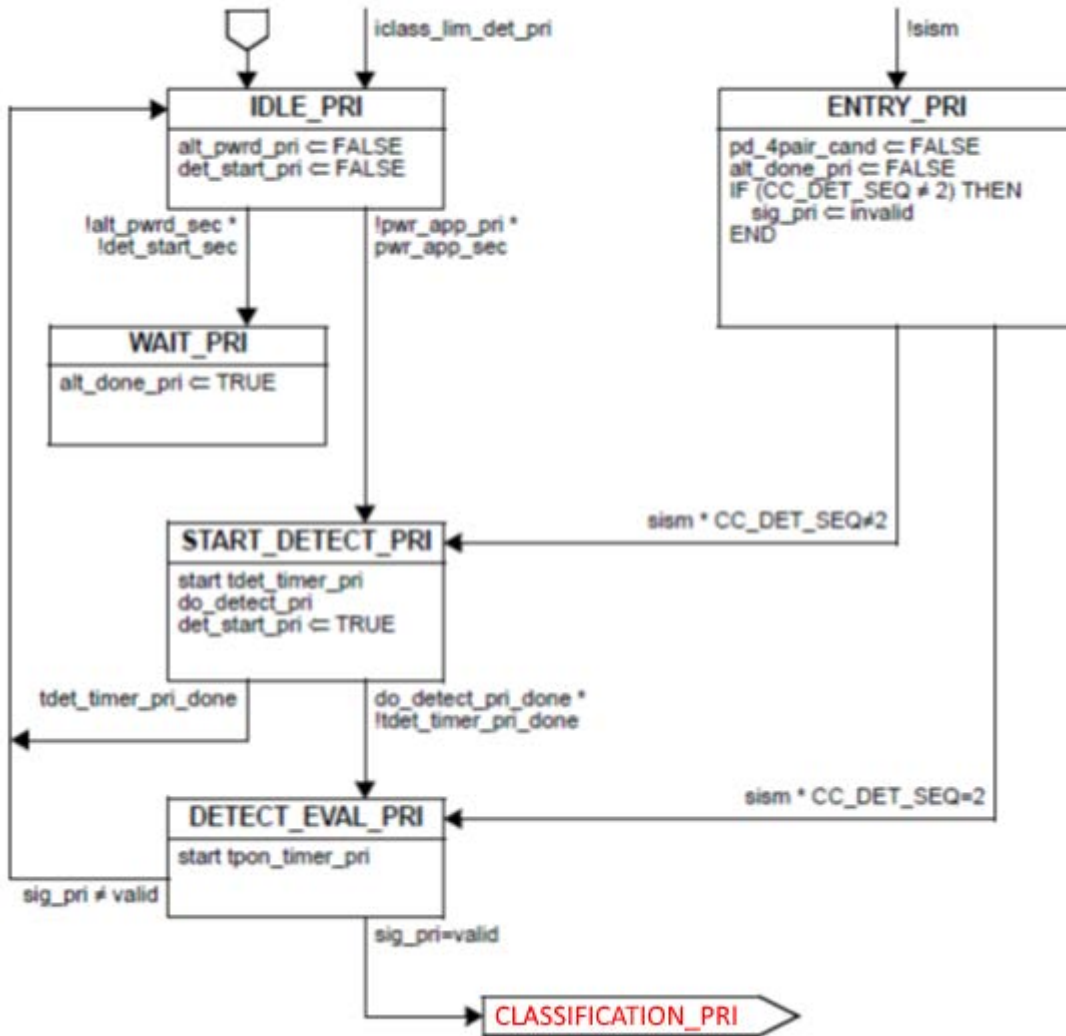 iclass_lim_det_pri
!sism
IDLE_PRI
alt_pwrd_pri ⇐ FALSE
det_start_pri ⇐ FALSE
ENTRY_PRI
pd_4pair_cand ⇐ FALSE
alt_done_pri ⇐ FALSE
IF (CC_DET_SEQ ≠ 2) THEN
sig_pri ⇐ invalid
END
!alt_pwrd_sec *
!det_start_sec
!pwr_app_pri *
pwr_app_sec
WAIT_PRI
alt_done_pri ⇐ TRUE
sism * CC_DET_SEQ≠2
START_DETECT_PRI
start tdet_timer_pri
do_detect_pri
det_start_pri ⇐ TRUE
tdet_timer_pri_done
do_detect_pri_done *
!tdet_timer_pri_done
sism * CC_DET_SEQ=2
DETECT_EVAL_PRI
start tpon_timer_pri
sig_pri ≠ valid
sig_pri=valid
CLASSIFICATION_PRI